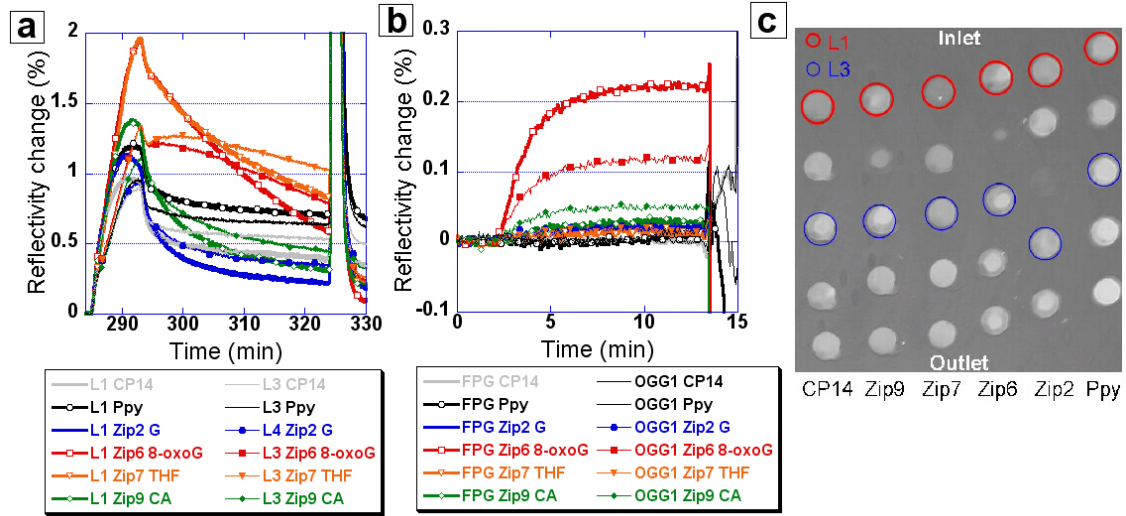 a
Reflectivity change (%)
2
1.5
1
0.5
0
290 300 310 320 330
Time (min)
L1 CP14 L3 CP14
L1 Ppy L3 Ppy
L1 Zip2 G L4 Zip2 G
L1 Zip6 8-oxoG L3 Zip6 8-oxoG
L1 Zip7 THF L3 Zip7 THF
L1 Zip9 CA L3 Zip9 CA
b
Reflectivity change (%)
0.3
0.2
0.1
0
-0.1
0 5 10 15
Time (min)
FPG CP14 OGG1 CP14
FPG Ppy OGG1 Ppy
FPG Zip2 G OGG1 Zip2 G
FPG Zip6 8-oxoG OGG1 Zip6 8-oxoG
FPG Zip7 THF OGG1 Zip7 THF
FPG Zip9 CA OGG1 Zip9 CA
c
L1
L3
Inlet
Outlet
CP14 Zip9 Zip7 Zip6 Zip2 Ppy